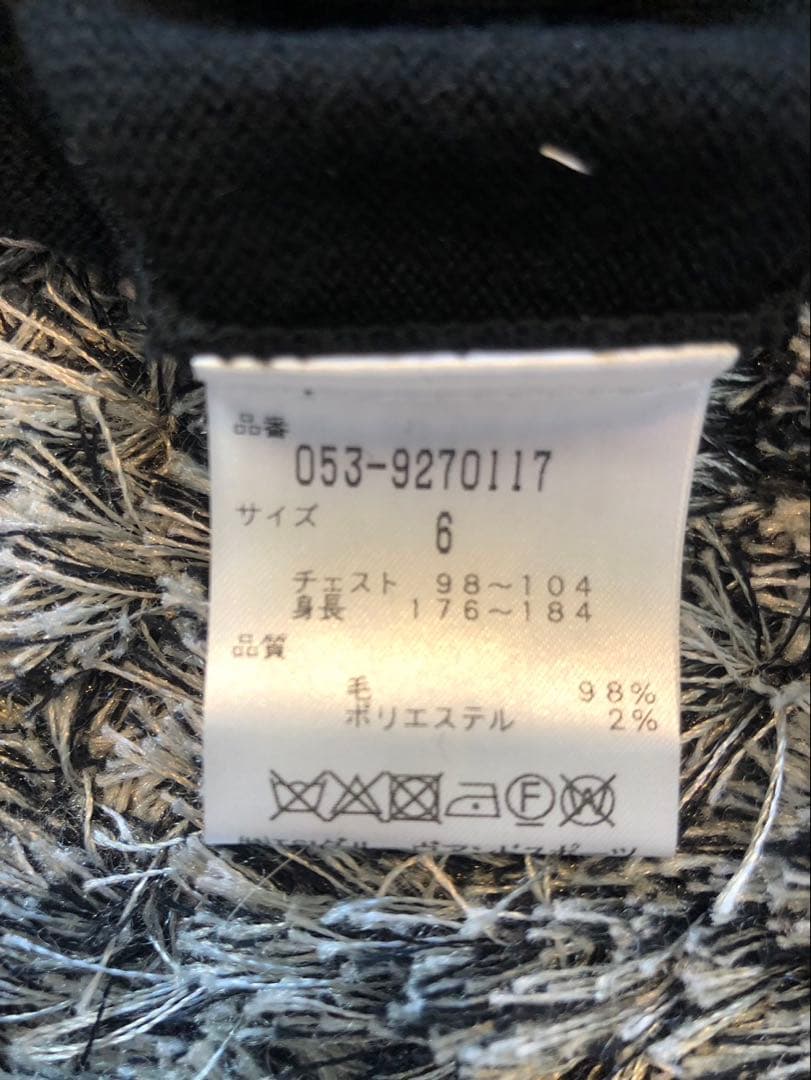 品番
053-9270117
サイズ
6
チェスト 98〜104
身長 176〜184
品質
毛 98%
ポリエステル 2%
F W